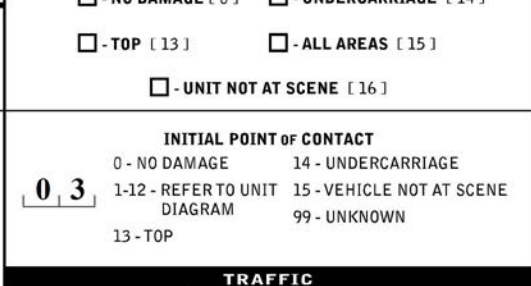 - NO DAMAGE [ 0 ] - UNDERCARRIAGE [ 14 ]
- TOP [ 13 ] - ALL AREAS [ 15 ]
- UNIT NOT AT SCENE [ 16 ]
INITIAL POINT OF CONTACT
0 - NO DAMAGE 14 - UNDERCARRIAGE
0 3 1-12 - REFER TO UNIT 15 - VEHICLE NOT AT SCENE
DIAGRAM 99 - UNKNOWN
13 - TOP
TRAFFIC